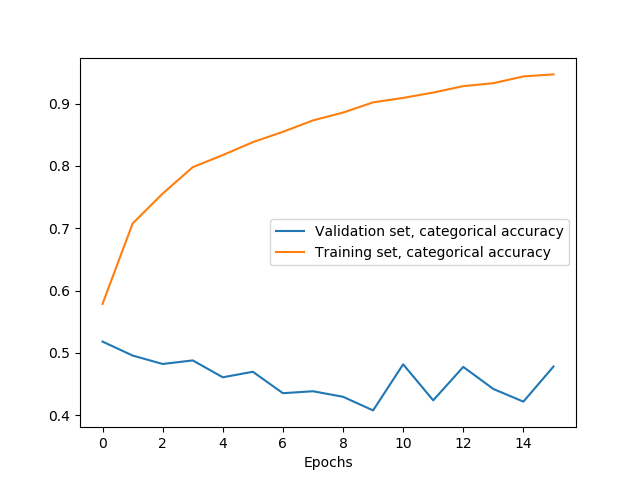 0.9
0.8
0.7
0.6
0.5
0.4
Validation set, categorical accuracy
Training set, categorical accuracy
0 2 4 6 8 10 12 14
Epochs